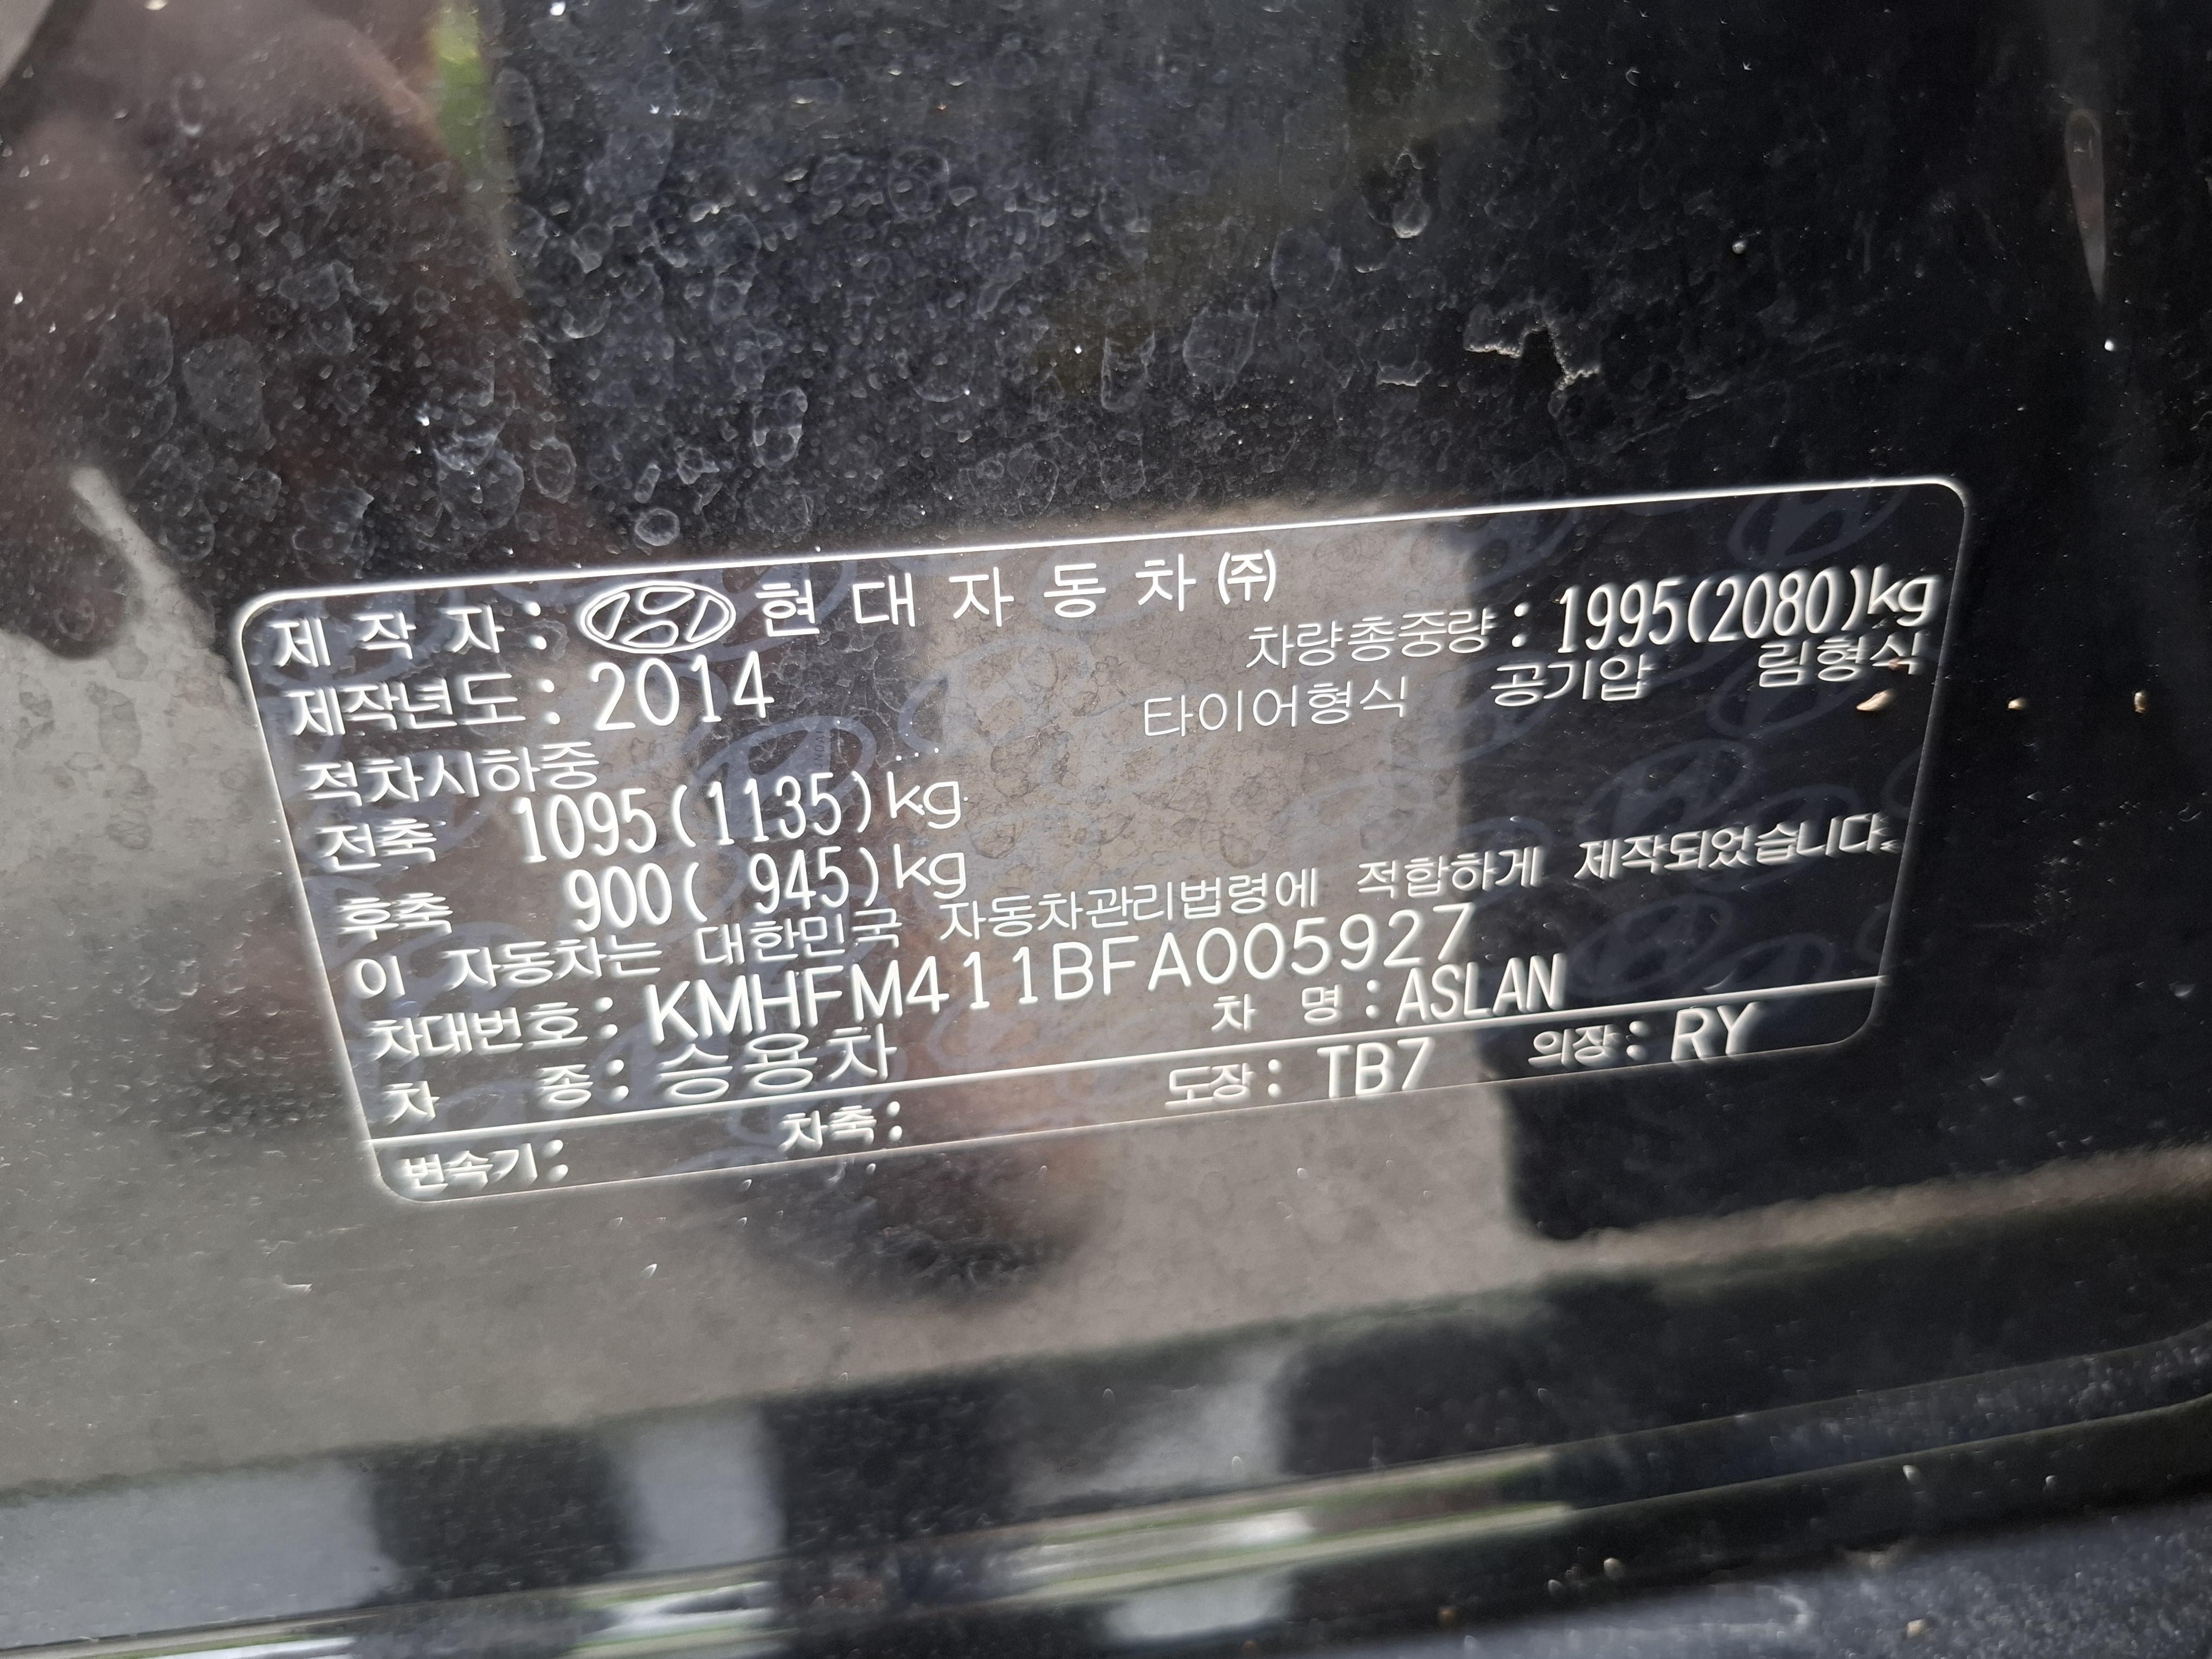 제 작 자 : 현 대 자 동 차 ㈜
제작년도 : 2014 차량총중량 : 1995(2080)kg
적차시하중 타이어형식 공기압 림형식
전축 1095(1135)kg
후축 900( 945)kg
이 자동차는 대한민국 자동차관리법령에 적합하게 제작되었습니다.
차대번호 : KMHFM411BFA005927
차 종 : 승용차 차 명 : ASLAN
변속기 : 차축 : 도장 : TB7 의장 : RY